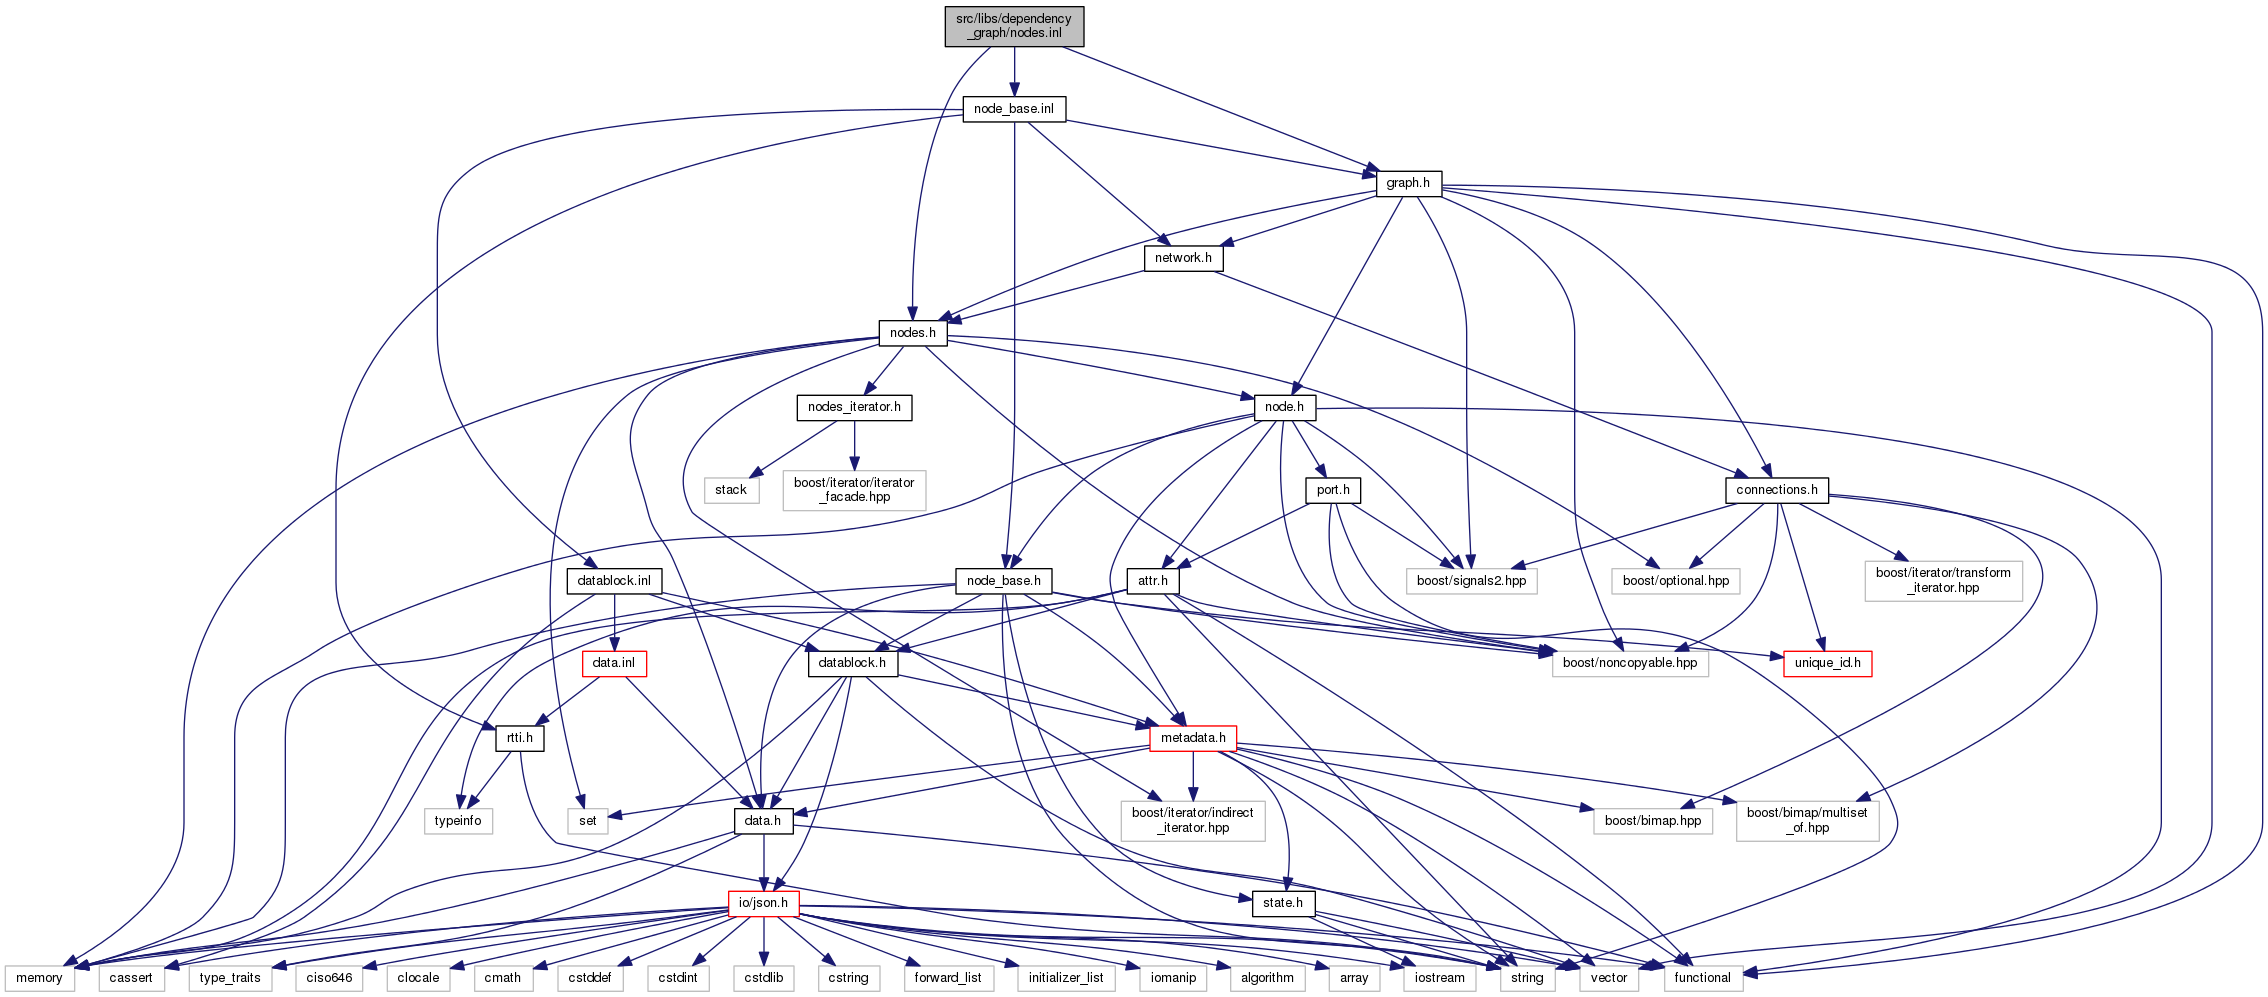 src/libs/dependency
_graph/nodes.inl
node_base.inl
graph.h
network.h
nodes.h
nodes_iterator.h
node.h
stack
boost/iterator/iterator
_facade.hpp
port.h
connections.h
datablock.inl
node_base.h
attr.h
boost/signals2.hpp
boost/optional.hpp
boost/iterator/transform
_iterator.hpp
data.inl
datablock.h
boost/noncopyable.hpp
unique_id.h
rtti.h
metadata.h
typeinfo
set
data.h
boost/iterator/indirect
_iterator.hpp
boost/bimap.hpp
boost/bimap/multiset
_of.hpp
io/json.h
state.h
memory
cassert
type_traits
ciso646
clocale
cmath
cstddef
cstdint
cstdlib
cstring
forward_list
initializer_list
iomanip
algorithm
array
iostream
string
vector
functional